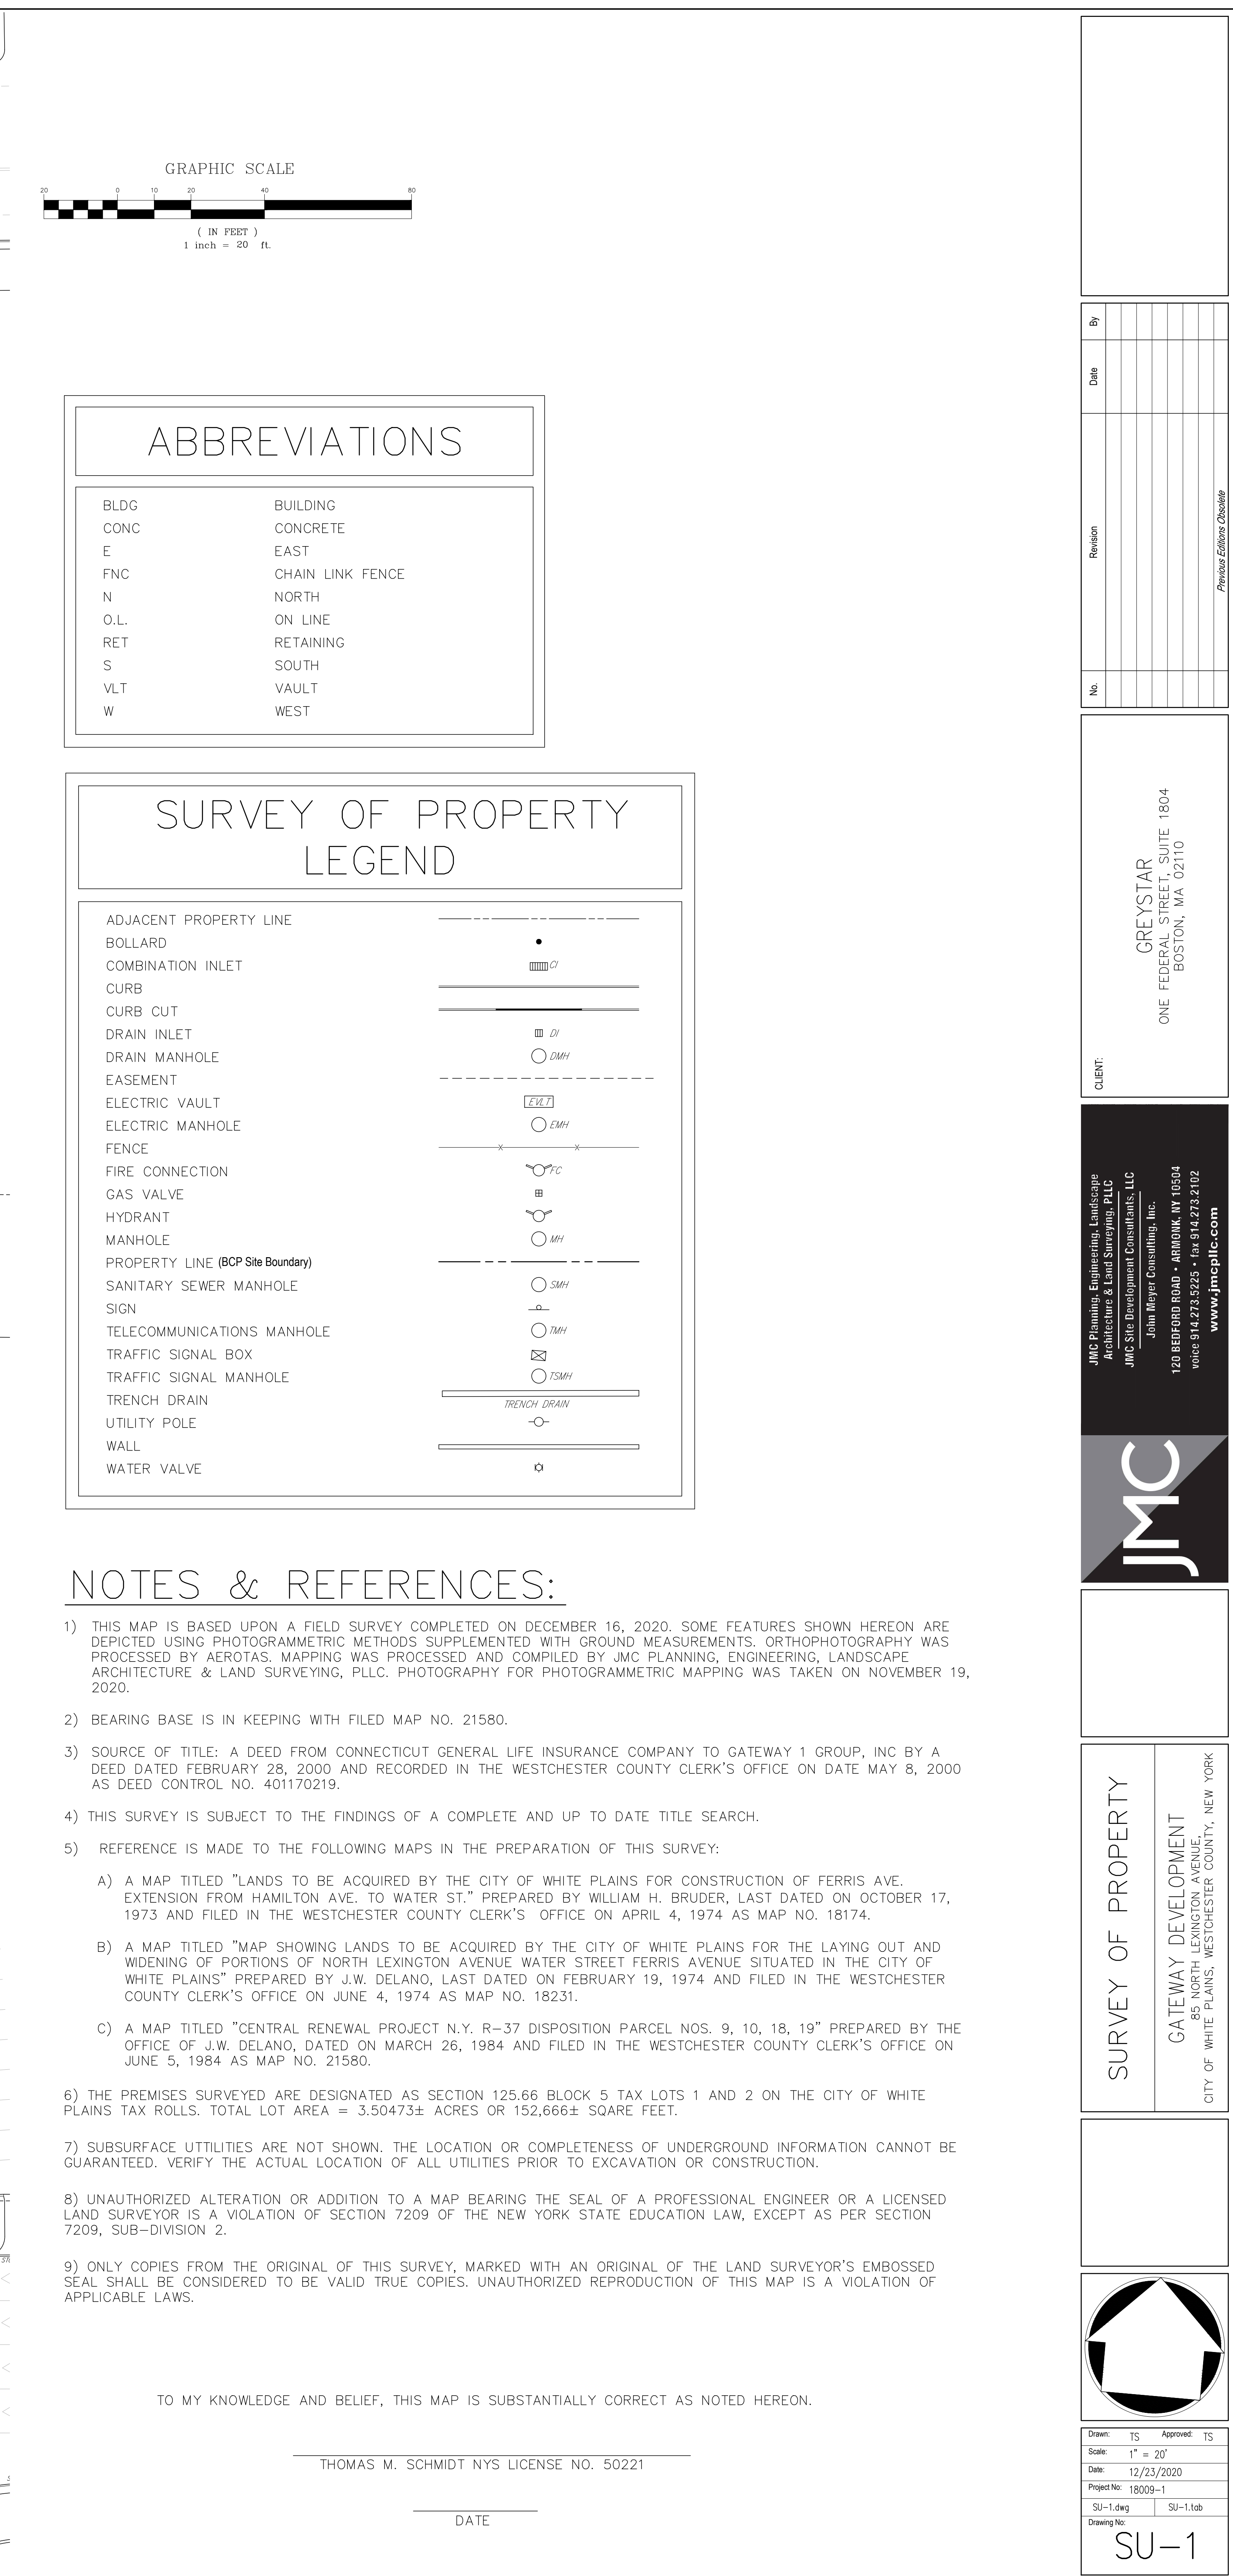 GRAPHIC SCALE
20 0 10 20 40 80
( IN FEET )
1 inch = 20 ft.
ABBREVIATIONS
BLDG BUILDING
CONC CONCRETE
E EAST
FNC CHAIN LINK FENCE
N NORTH
O.L. ON LINE
RET RETAINING
S SOUTH
VLT VAULT
W WEST
SURVEY OF PROPERTY
LEGEND
ADJACENT PROPERTY LINE
BOLLARD
COMBINATION INLET CI
CURB
CURB CUT
DRAIN INLET DI
DRAIN MANHOLE DMH
EASEMENT
ELECTRIC VAULT EVLT
ELECTRIC MANHOLE EMH
FENCE
FIRE CONNECTION FC
GAS VALVE
HYDRANT
MANHOLE MH
PROPERTY LINE (BCP Site Boundary)
SANITARY SEWER MANHOLE SMH
SIGN
TELECOMMUNICATIONS MANHOLE TMH
TRAFFIC SIGNAL BOX
TRAFFIC SIGNAL MANHOLE TSMH
TRENCH DRAIN
TRENCH DRAIN
UTILITY POLE
WALL
WATER VALVE
NOTES & REFERENCES:
1) THIS MAP IS BASED UPON A FIELD SURVEY COMPLETED ON DECEMBER 16, 2020. SOME FEATURES SHOWN HEREON ARE
DEPICTED USING PHOTOGRAMMETRIC METHODS SUPPLEMENTED WITH GROUND MEASUREMENTS. ORTHOPHOTOGRAPHY WAS
PROCESSED BY AEROTAS. MAPPING WAS PROCESSED AND COMPILED BY JMC PLANNING, ENGINEERING, LANDSCAPE
ARCHITECTURE & LAND SURVEYING, PLLC. PHOTOGRAPHY FOR PHOTOGRAMMETRIC MAPPING WAS TAKEN ON NOVEMBER 19,
2020.
2) BEARING BASE IS IN KEEPING WITH FILED MAP NO. 21580.
3) SOURCE OF TITLE: A DEED FROM CONNECTICUT GENERAL LIFE INSURANCE COMPANY TO GATEWAY 1 GROUP, INC BY A
DEED DATED FEBRUARY 28, 2000 AND RECORDED IN THE WESTCHESTER COUNTY CLERK'S OFFICE ON DATE MAY 8, 2000
AS DEED CONTROL NO. 401170219.
4) THIS SURVEY IS SUBJECT TO THE FINDINGS OF A COMPLETE AND UP TO DATE TITLE SEARCH.
5) REFERENCE IS MADE TO THE FOLLOWING MAPS IN THE PREPARATION OF THIS SURVEY:
A) A MAP TITLED "LANDS TO BE ACQUIRED BY THE CITY OF WHITE PLAINS FOR CONSTRUCTION OF FERRIS AVE.
EXTENSION FROM HAMILTON AVE. TO WATER ST." PREPARED BY WILLIAM H. BRUDER, LAST DATED ON OCTOBER 17,
1973 AND FILED IN THE WESTCHESTER COUNTY CLERK'S OFFICE ON APRIL 4, 1974 AS MAP NO. 18174.
B) A MAP TITLED "MAP SHOWING LANDS TO BE ACQUIRED BY THE CITY OF WHITE PLAINS FOR THE LAYING OUT AND
WIDENING OF PORTIONS OF NORTH LEXINGTON AVENUE WATER STREET FERRIS AVENUE SITUATED IN THE CITY OF
WHITE PLAINS" PREPARED BY J.W. DELANO, LAST DATED ON FEBRUARY 19, 1974 AND FILED IN THE WESTCHESTER
COUNTY CLERK'S OFFICE ON JUNE 4, 1974 AS MAP NO. 18231.
C) A MAP TITLED "CENTRAL RENEWAL PROJECT N.Y. R-37 DISPOSITION PARCEL NOS. 9, 10, 18, 19" PREPARED BY THE
OFFICE OF J.W. DELANO, DATED ON MARCH 26, 1984 AND FILED IN THE WESTCHESTER COUNTY CLERK'S OFFICE ON
JUNE 5, 1984 AS MAP NO. 21580.
6) THE PREMISES SURVEYED ARE DESIGNATED AS SECTION 125.66 BLOCK 5 TAX LOTS 1 AND 2 ON THE CITY OF WHITE
PLAINS TAX ROLLS. TOTAL LOT AREA = 3.50473± ACRES OR 152,666± SQARE FEET.
7) SUBSURFACE UTTILITIES ARE NOT SHOWN. THE LOCATION OR COMPLETENESS OF UNDERGROUND INFORMATION CANNOT BE
GUARANTEED. VERIFY THE ACTUAL LOCATION OF ALL UTILITIES PRIOR TO EXCAVATION OR CONSTRUCTION.
8) UNAUTHORIZED ALTERATION OR ADDITION TO A MAP BEARING THE SEAL OF A PROFESSIONAL ENGINEER OR A LICENSED
LAND SURVEYOR IS A VIOLATION OF SECTION 7209 OF THE NEW YORK STATE EDUCATION LAW, EXCEPT AS PER SECTION
7209, SUB-DIVISION 2.
9) ONLY COPIES FROM THE ORIGINAL OF THIS SURVEY, MARKED WITH AN ORIGINAL OF THE LAND SURVEYOR'S EMBOSSED
SEAL SHALL BE CONSIDERED TO BE VALID TRUE COPIES. UNAUTHORIZED REPRODUCTION OF THIS MAP IS A VIOLATION OF
APPLICABLE LAWS.
TO MY KNOWLEDGE AND BELIEF, THIS MAP IS SUBSTANTIALLY CORRECT AS NOTED HEREON.
THOMAS M. SCHMIDT NYS LICENSE NO. 50221
DATE
No. Revision Date By
Previous Editions Obsolete
CLIENT:
GREYSTAR
ONE FEDERAL STREET, SUITE 1804
BOSTON, MA 02110
JMC Planning, Engineering, Landscape
Architecture & Land Surveying, PLLC
JMC Site Development Consultants, LLC
John Meyer Consulting, Inc.
120 BEDFORD ROAD • ARMONK, NY 10504
voice 914.273.5225 • fax 914.273.2102
www.jmcpllc.com
JMC
SURVEY OF PROPERTY
GATEWAY DEVELOPMENT
85 NORTH LEXINGTON AVENUE,
CITY OF WHITE PLAINS, WESTCHESTER COUNTY, NEW YORK
Drawn: TS Approved: TS
Scale: 1" = 20'
Date: 12/23/2020
Project No: 18009-1
SU-1.dwg SU-1.tab
Drawing No:
SU-1